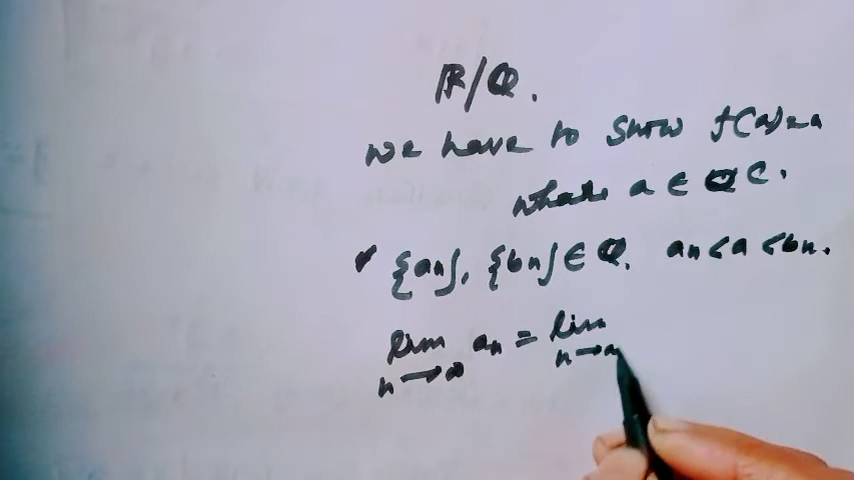 ℝ/ℚ.
we have to show f(a)=a
where a ∈ ℚc.
{an}, {bn} ∈ ℚ. an<a<bn.
lim n→∞ an = lim n→